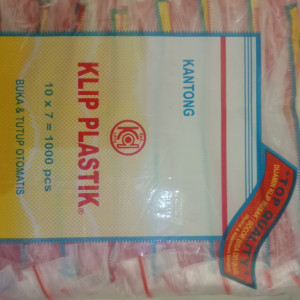 KANTONG
KLIP PLASTIK®
10 x 7 = 1000 pcs
BUKA & TUTUP OTOMATIS
"TOP QUALITY"